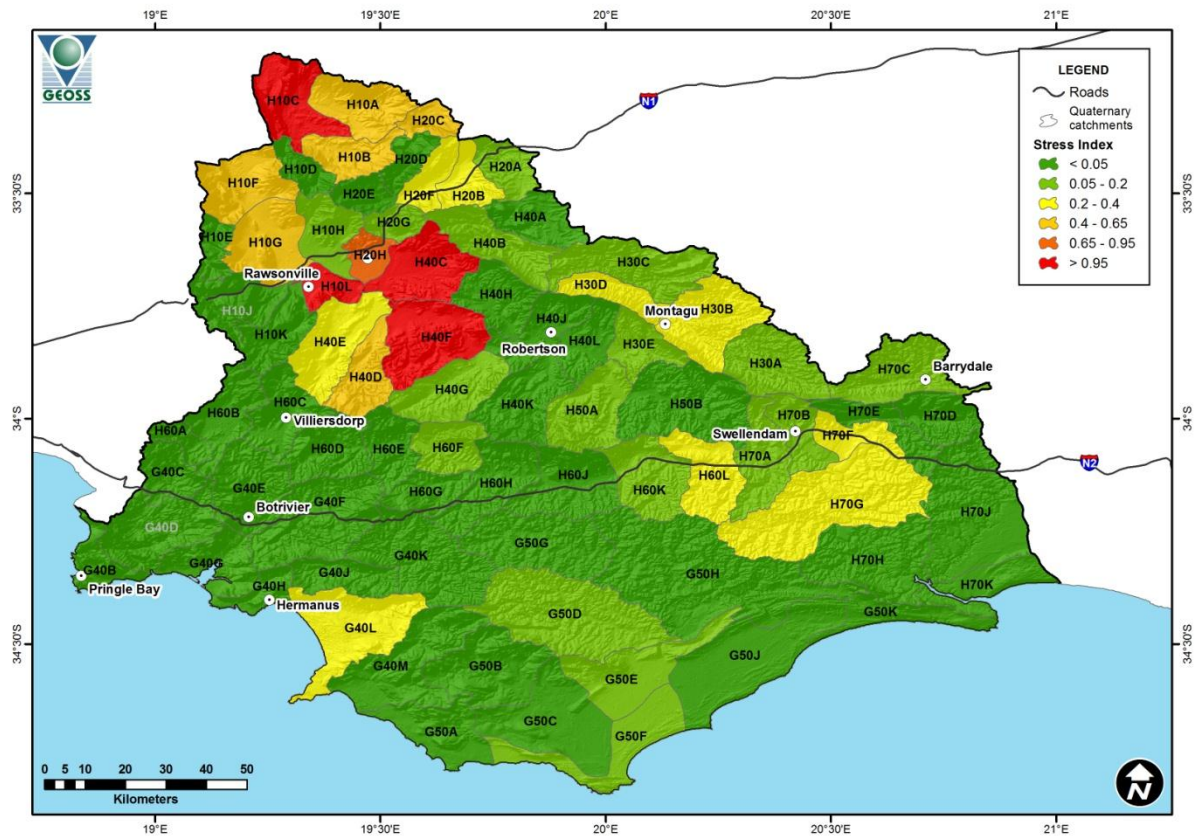 19°E
19°30'E
20°E
20°30'E
21°E
GEOSS
N1
LEGEND
Roads
Quaternary
catchments
Stress Index
< 0.05
0.05 - 0.2
0.2 - 0.4
0.4 - 0.65
0.65 - 0.95
> 0.95
33°30'S
33°30'S
H10C
H10A
H20C
H10B
H20D
H10D
H20A
H10F
H20E
H20F
H20B
H20G
H40A
H10E
H10G
H10H
H40B
H20H
H40C
H30C
Rawsonville
H10L
H40H
H30D
H30B
Montagu
H10J
H10K
H40E
H40F
H40J
Robertson
H40L
H30E
H30A
H70C
Barrydale
H40D
H40G
H40K
H50A
H50B
H70B
H70E
H70D
34°S
34°S
H60C
H60B
Villiersdorp
H60A
Swellendam
H70F
H60D
H60E
H60F
H70A
N2
G40C
H60J
H60L
G40E
G40F
H60G
H60H
H60K
H70G
Botrivier
G40D
H70J
G40K
G50G
G40B
G40G
G40J
G50H
H70H
H70K
Pringle Bay
G40H
Hermanus
G50D
G50K
G40L
34°30'S
34°30'S
G40M
G50B
G50J
G50E
G50C
G50A
G50F
0 5 10 20 30 40 50
Kilometers
N
19°E
19°30'E
20°E
20°30'E
21°E